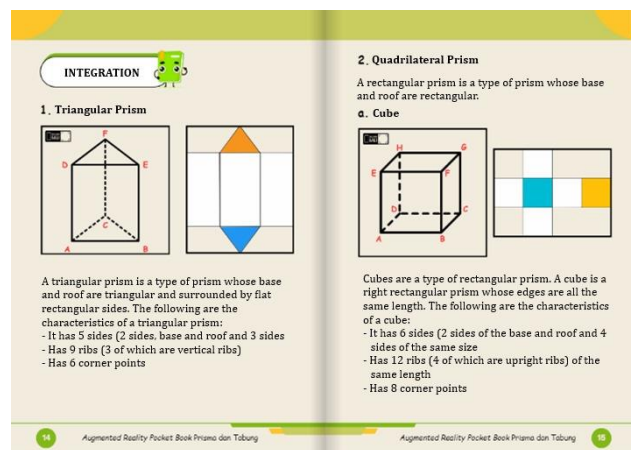 INTEGRATION
1. Triangular Prism
F
D
E
C
A
B
A triangular prism is a type of prism whose base
and roof are triangular and surrounded by flat
rectangular sides. The following are the
characteristics of a triangular prism:
- It has 5 sides (2 sides, base and roof and 3 sides
- Has 9 ribs (3 of which are vertical ribs)
- Has 6 corner points
14
Augmented Reality Pocket Book Prisma dan Tabung
2. Quadrilateral Prism
A rectangular prism is a type of prism whose base
and roof are rectangular.
a. Cube
H
G
E
F
D
C
A
B
Cubes are a type of rectangular prism. A cube is a
right rectangular prism whose edges are all the
same length. The following are the characteristics
of a cube:
- It has 6 sides (2 sides of the base and roof and 4
sides of the same size
- Has 12 ribs (4 of which are upright ribs) of the
same length
- Has 8 corner points
Augmented Reality Pocket Book Prisma dan Tabung